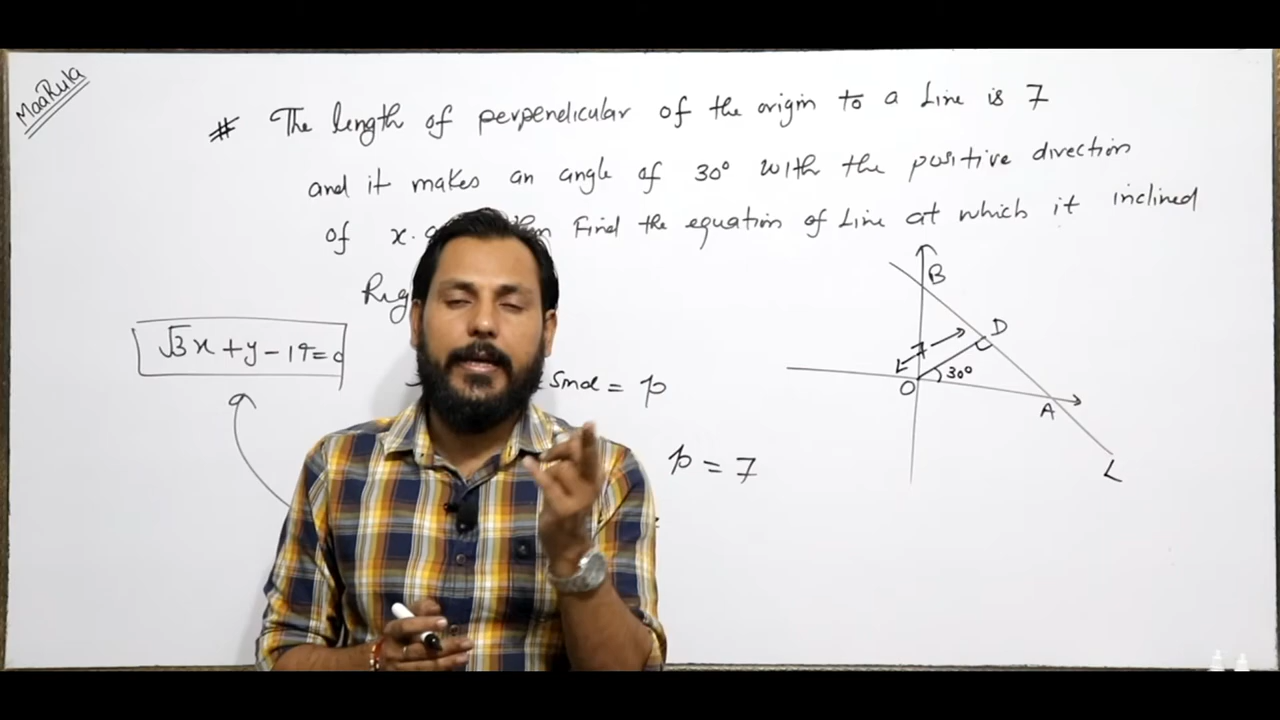 MaaRula
# The length of perpendicular of the origin to a Line is 7
and it makes an angle of 30° with the positive direction
of x. Find the equation of Line at which it inclined
√3x + y - 14 = 0
Sinα = p
p = 7
B
D
7
30°
O
A
L